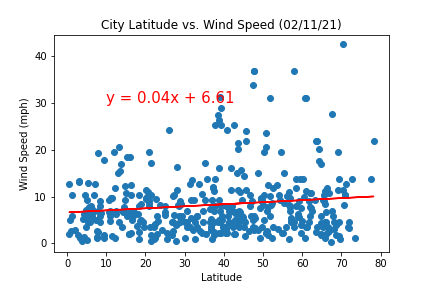 City Latitude vs. Wind Speed (02/11/21)
40
30
20
10
0
Wind Speed (mph)
y = 0.04x + 6.61
0 10 20 30 40 50 60 70 80
Latitude